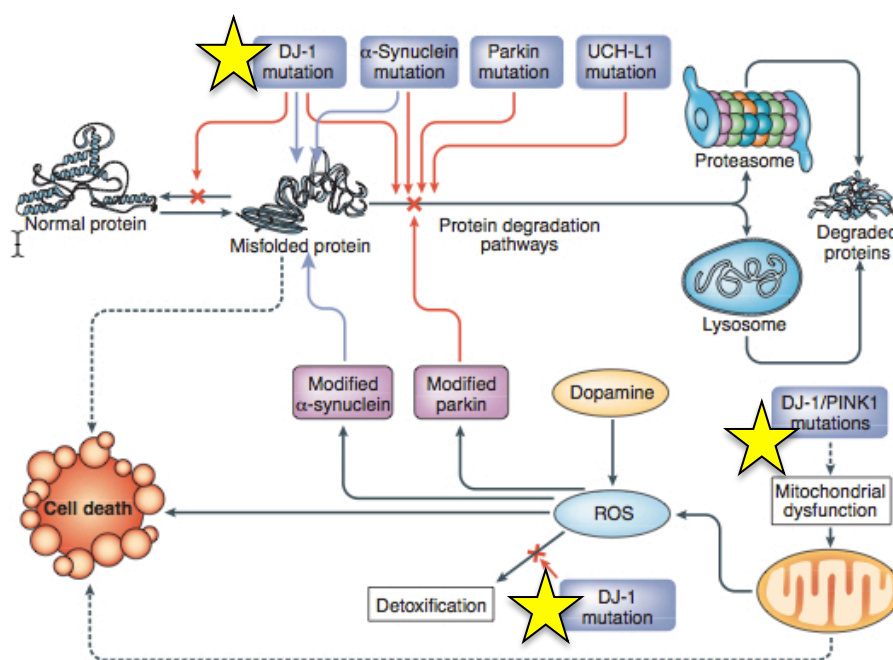 DJ-1
mutation
α-Synuclein
mutation
Parkin
mutation
UCH-L1
mutation
Proteasome
Normal protein
Misfolded protein
Protein degradation
pathways
Degraded
proteins
Lysosome
Modified
α-synuclein
Modified
parkin
Dopamine
DJ-1/PINK1
mutations
Cell death
ROS
Mitochondrial
dysfunction
Detoxification
DJ-1
mutation